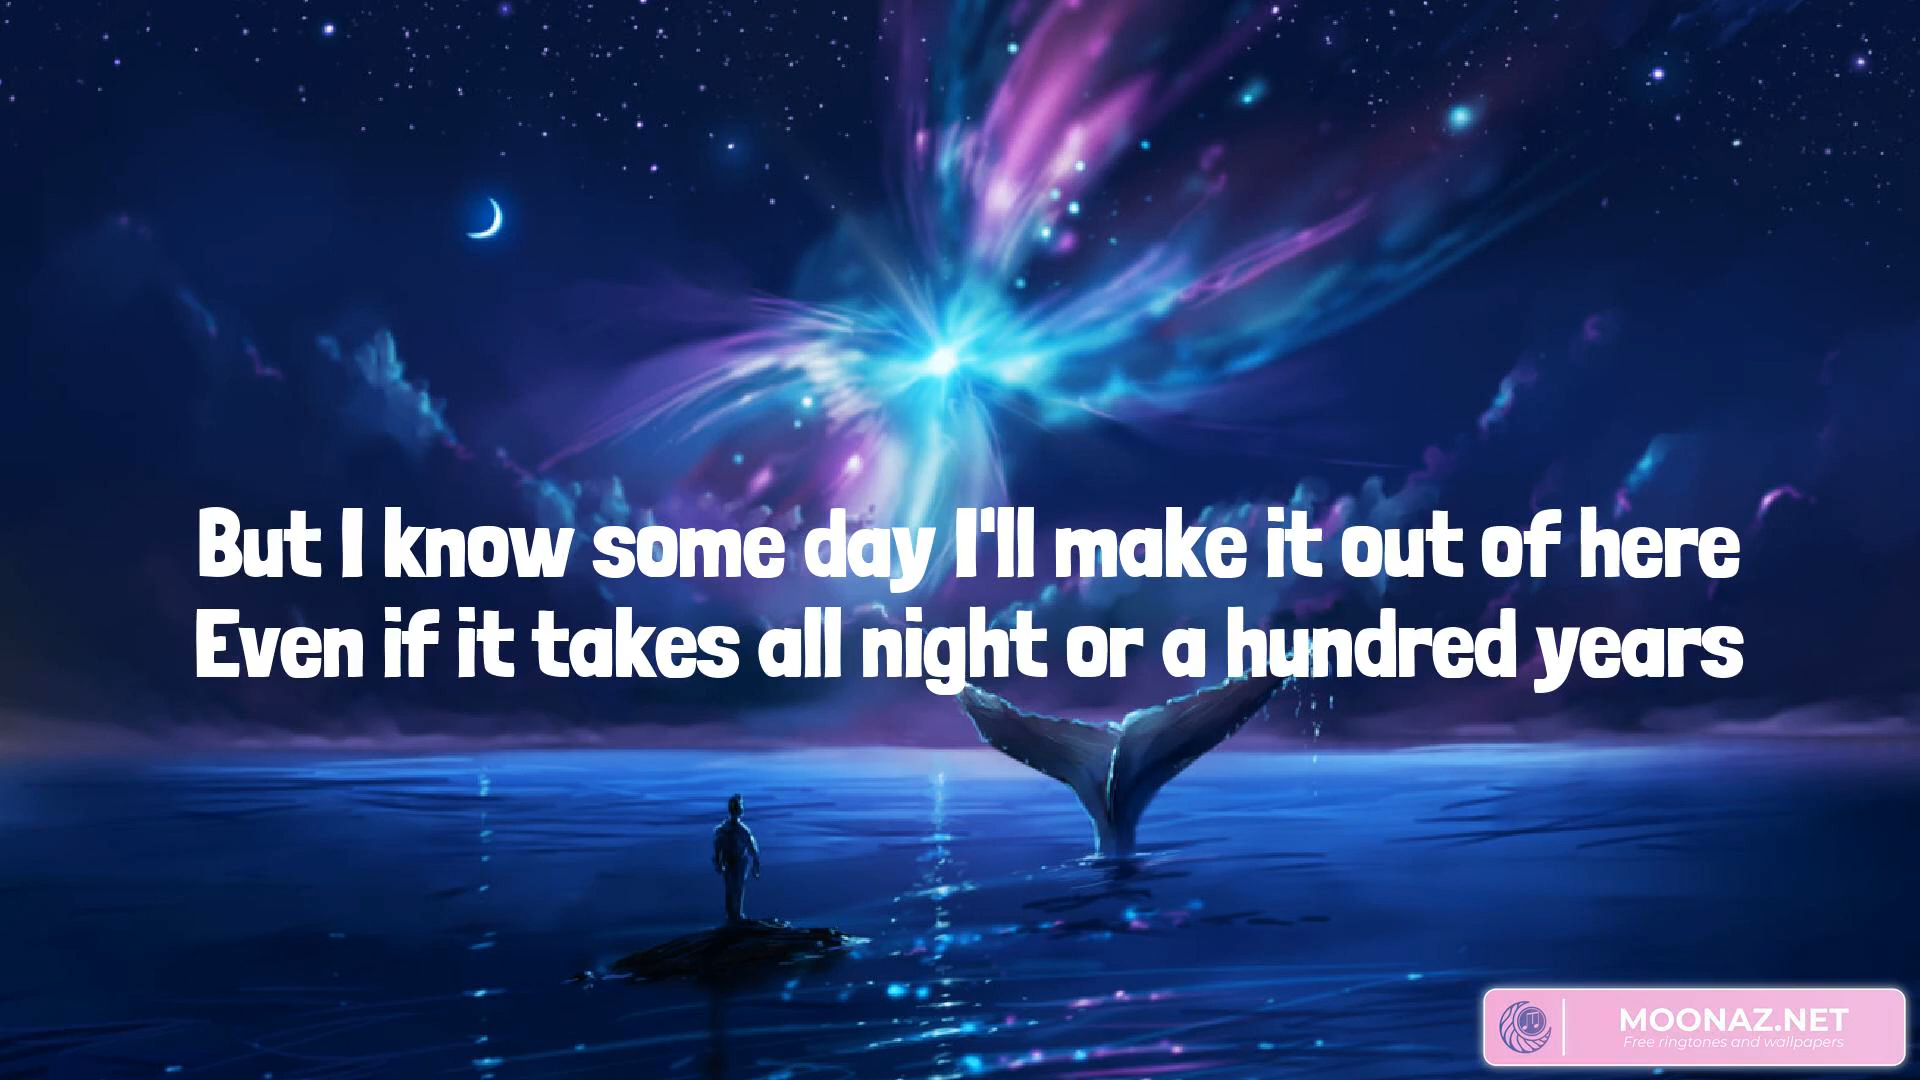 But I know some day I'll make it out of here
Even if it takes all night or a hundred years
MOONAZ.NET
Free ringtones and wallpapers